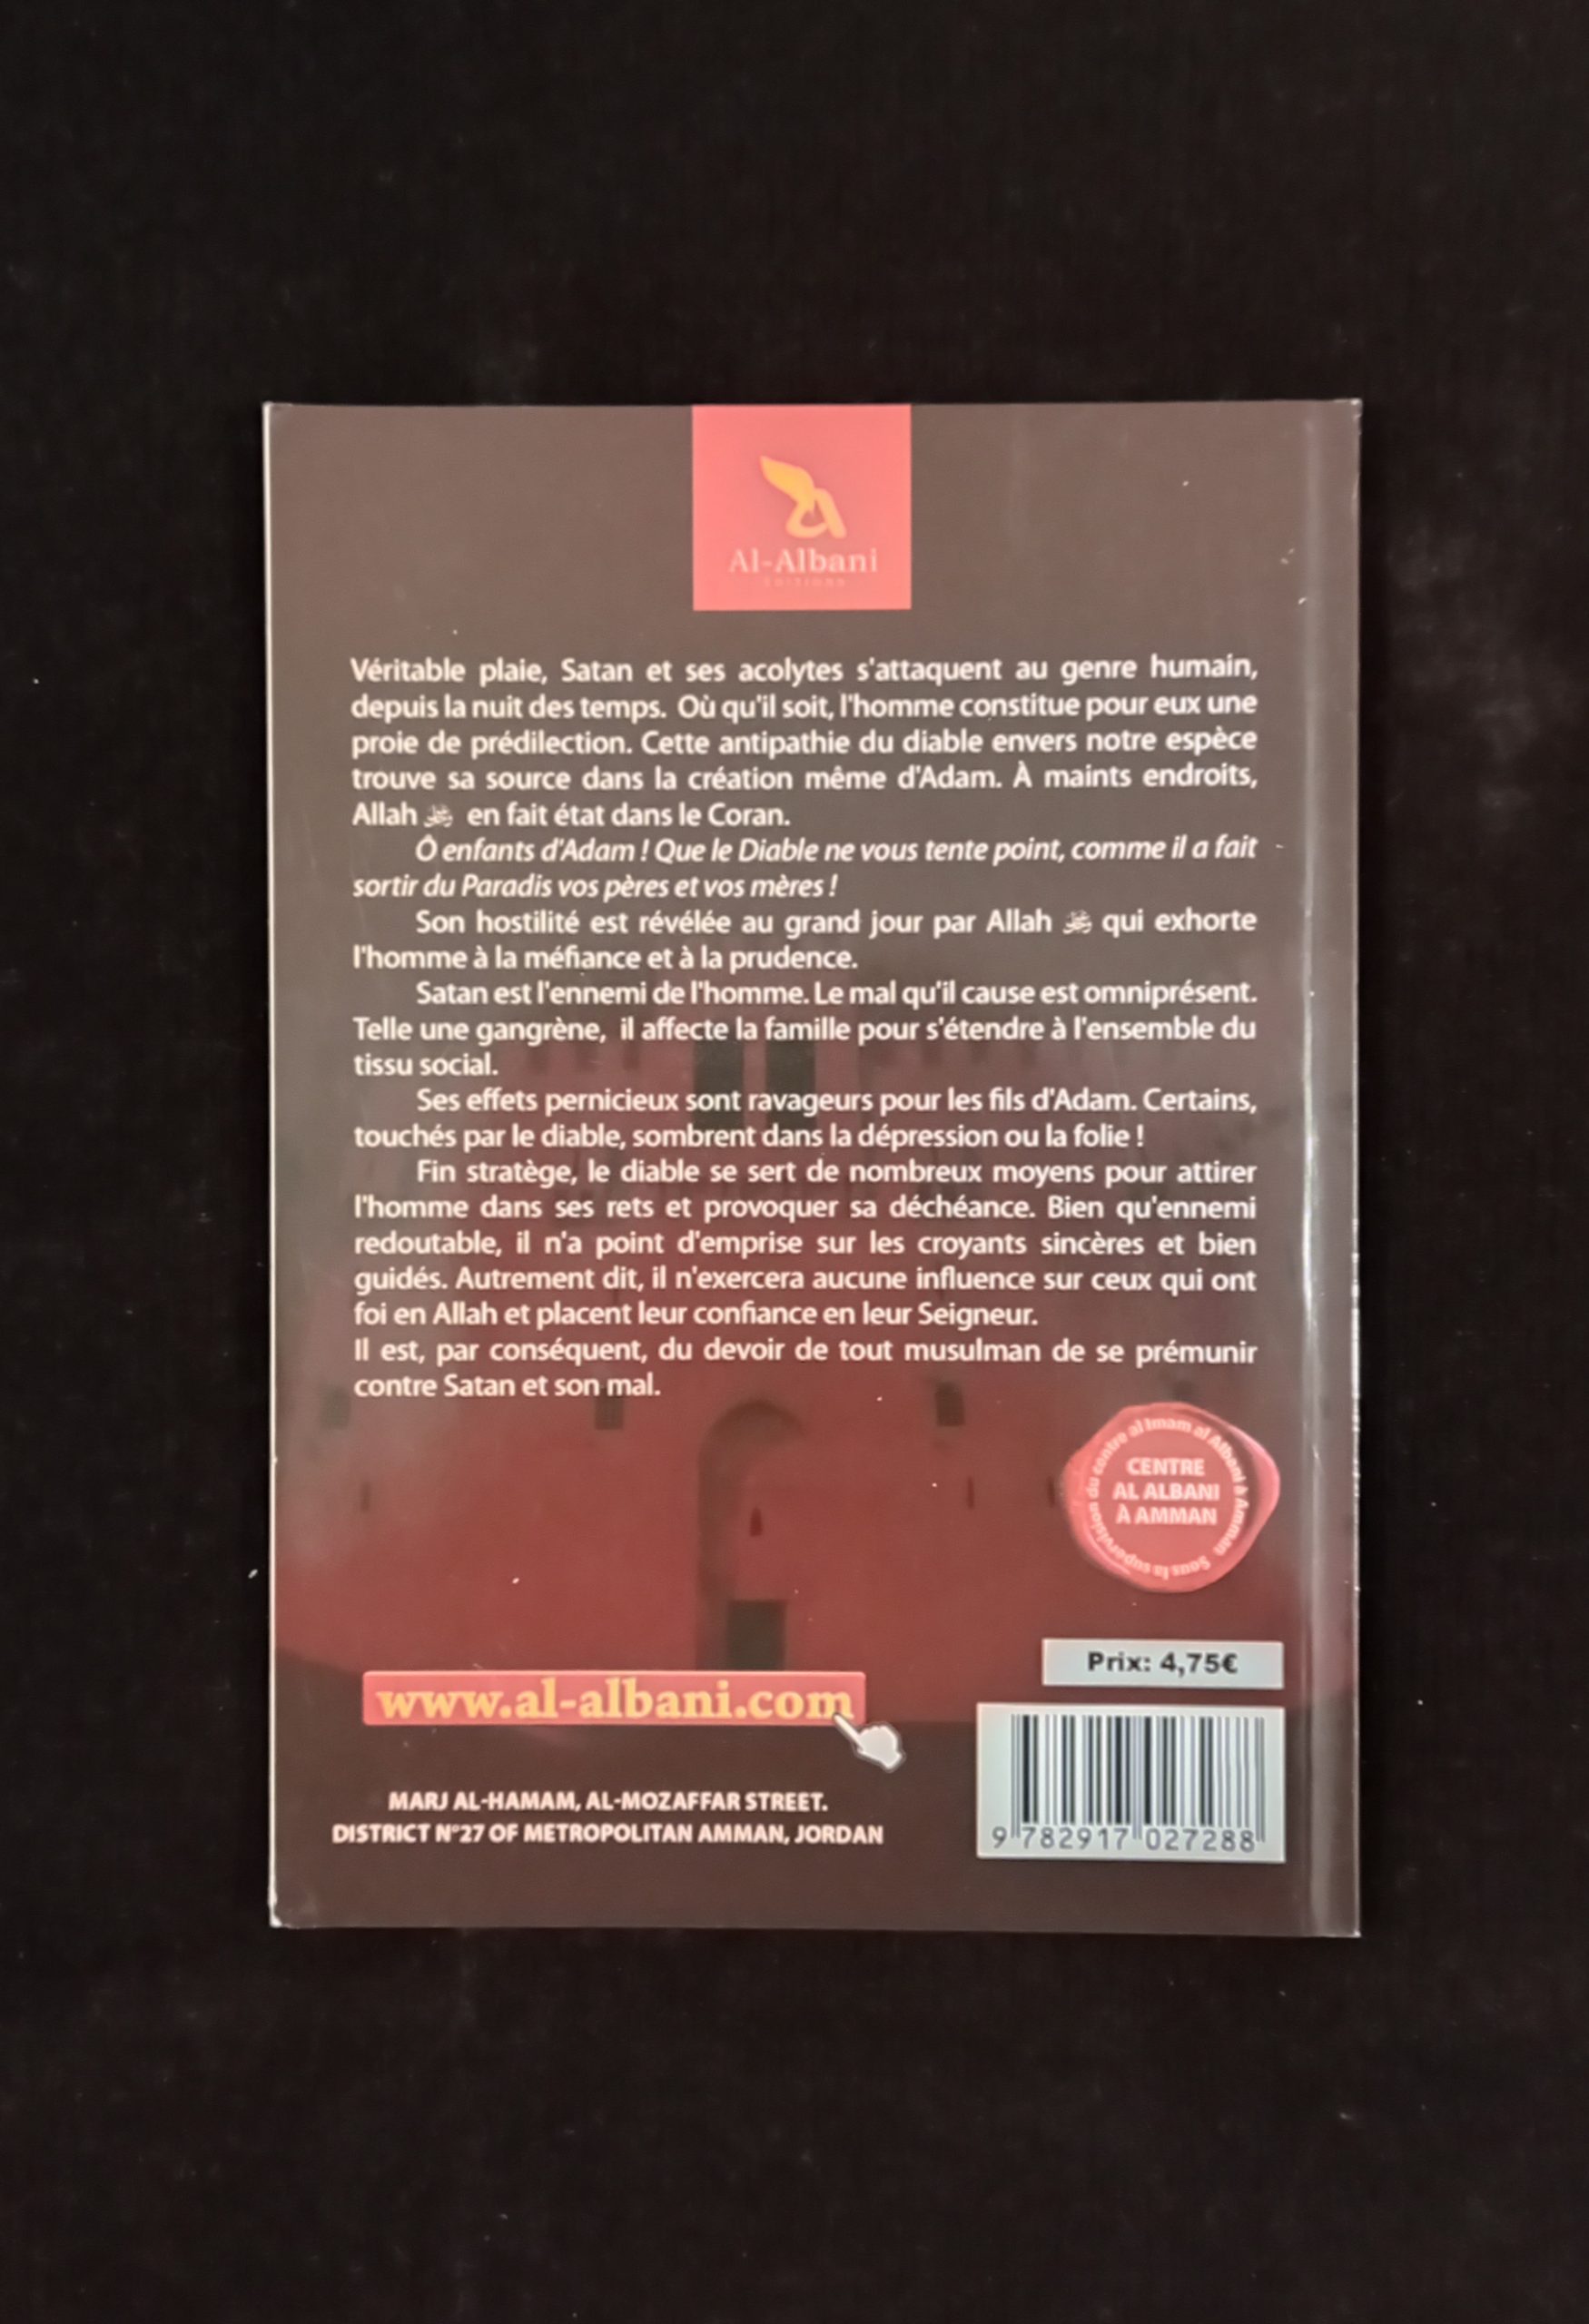 Al-Albani
EDITIONS
Véritable plaie, Satan et ses acolytes s'attaquent au genre humain,
depuis la nuit des temps. Où qu'il soit, l'homme constitue pour eux une
proie de prédilection. Cette antipathie du diable envers notre espèce
trouve sa source dans la création même d'Adam. À maints endroits,
Allah en fait état dans le Coran.
Ô enfants d'Adam ! Que le Diable ne vous tente point, comme il a fait
sortir du Paradis vos pères et vos mères !
Son hostilité est révélée au grand jour par Allah qui exhorte
l'homme à la méfiance et à la prudence.
Satan est l'ennemi de l'homme. Le mal qu'il cause est omniprésent.
Telle une gangrène, il affecte la famille pour s'étendre à l'ensemble du
tissu social.
Ses effets pernicieux sont ravageurs pour les fils d'Adam. Certains,
touchés par le diable, sombrent dans la dépression ou la folie !
Fin stratège, le diable se sert de nombreux moyens pour attirer
l'homme dans ses rets et provoquer sa déchéance. Bien qu'ennemi
redoutable, il n'a point d'emprise sur les croyants sincères et bien
guidés. Autrement dit, il n'exercera aucune influence sur ceux qui ont
foi en Allah et placent leur confiance en leur Seigneur.
Il est, par conséquent, du devoir de tout musulman de se prémunir
contre Satan et son mal.
Sous la supervision du centre al Imam al Albani à Amman
CENTRE
AL ALBANI
À AMMAN
Prix: 4,75€
www.al-albani.com
MARJ AL-HAMAM, AL-MOZAFFAR STREET.
DISTRICT N°27 OF METROPOLITAN AMMAN, JORDAN
9 782917 027288